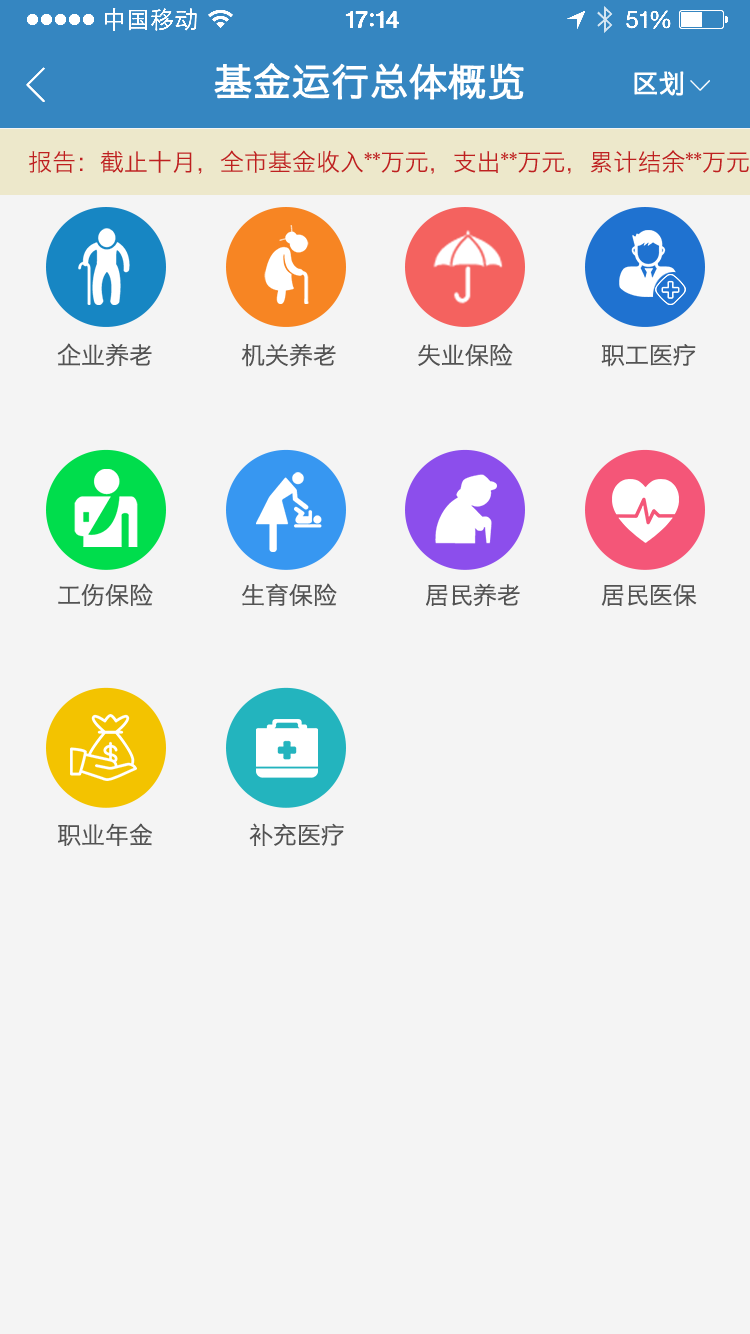 中国移动 17:14 51%
基金运行总体概览 区划
报告：截止十月，全市基金收入**万元，支出**万元，累计结余**万元
企业养老 机关养老 失业保险 职工医疗
工伤保险 生育保险 居民养老 居民医保
$
职业年金 补充医疗